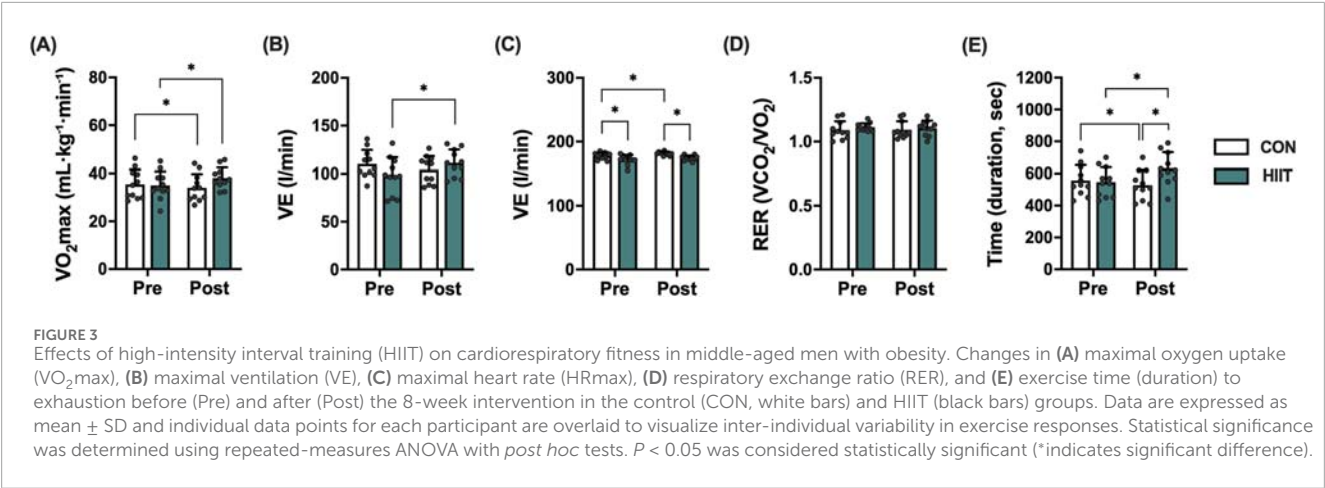 (A)
VO₂max (mL·kg⁻¹·min⁻¹)
80
60
40
20
0
*
*
Pre Post
(B)
VE (l/min)
200
150
100
50
0
*
Pre Post
(C)
VE (l/min)
300
200
100
0
*
*
*
Pre Post
(D)
RER (VCO₂/VO₂)
1.5
1.0
0.5
0.0
Pre Post
(E)
Time (duration, sec)
1200
1000
800
600
400
200
0
*
*
*
Pre Post
CON
HIIT
FIGURE 3
Effects of high-intensity interval training (HIIT) on cardiorespiratory fitness in middle-aged men with obesity. Changes in (A) maximal oxygen uptake
(VO₂max), (B) maximal ventilation (VE), (C) maximal heart rate (HRmax), (D) respiratory exchange ratio (RER), and (E) exercise time (duration) to
exhaustion before (Pre) and after (Post) the 8-week intervention in the control (CON, white bars) and HIIT (black bars) groups. Data are expressed as
mean ± SD and individual data points for each participant are overlaid to visualize inter-individual variability in exercise responses. Statistical significance
was determined using repeated-measures ANOVA with post hoc tests. P < 0.05 was considered statistically significant (*indicates significant difference).